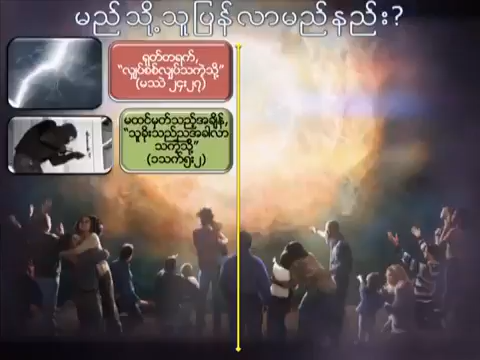 မည်သို့သူပြန်လာမည်နည်း?
ရုတ်တရက်,
“လျှပ်စစ်လျှပ်သကဲ့သို့”
(မဿဲ ၂၄း၂၇)
မထင်မှတ်သည့်အချိန်,
“သူခိုးသည်ညအခါလာ
သကဲ့သို့”
(၁သက်၅း၂)